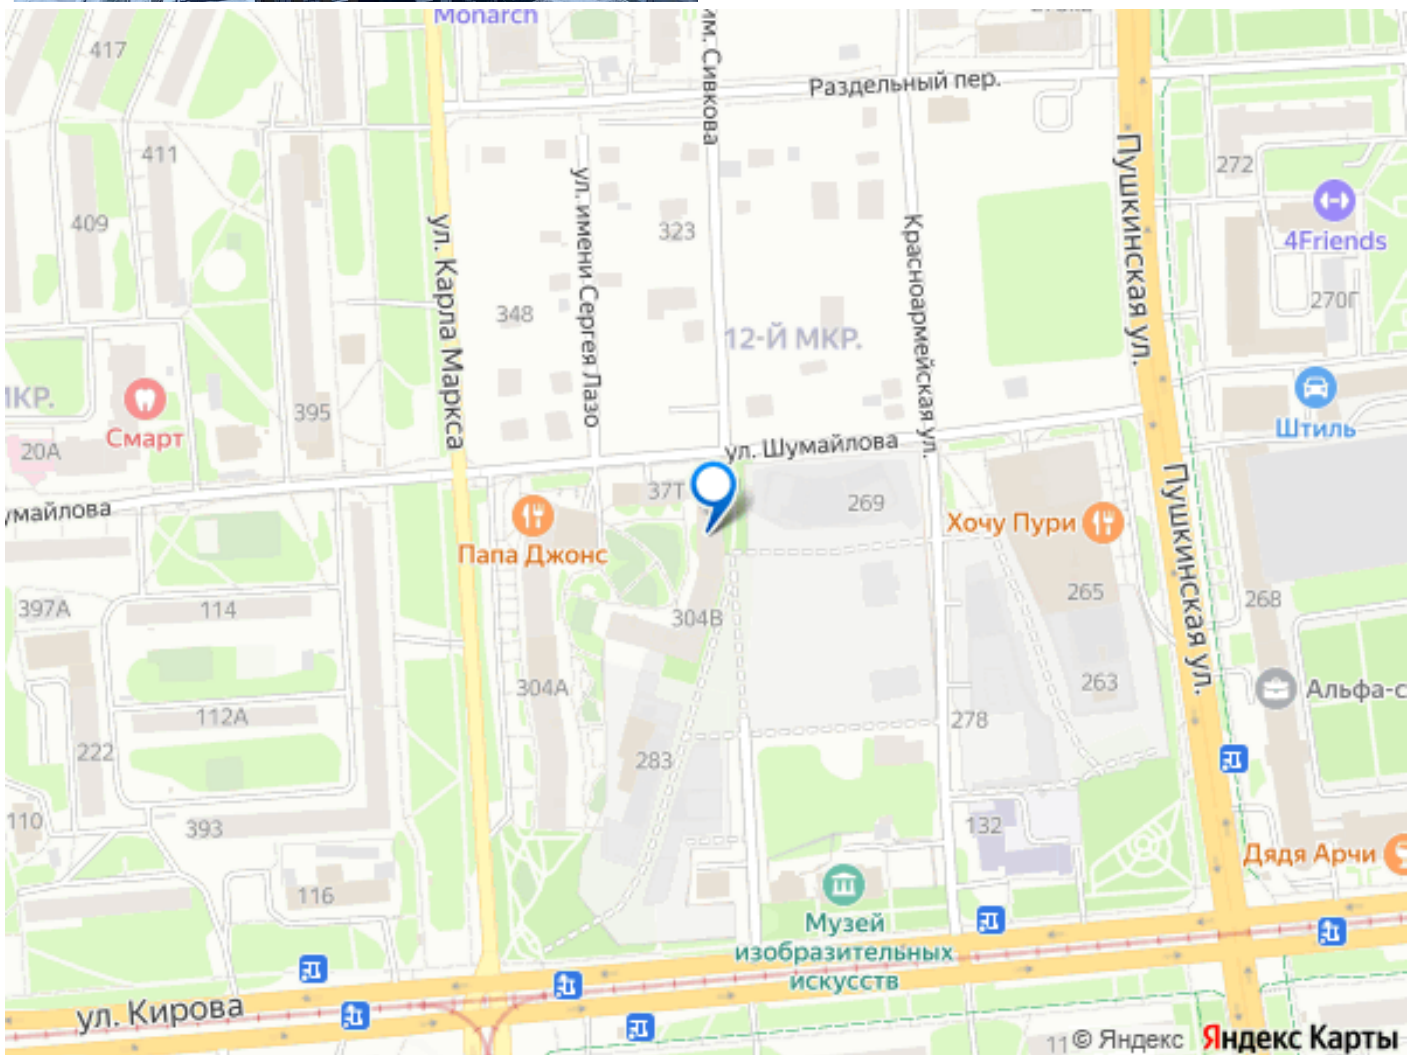 Monarch
417
им. Сивкова
Раздельный пер.
411
272
Пушкинская ул.
409
ул. Карла Маркса
ул. имени Сергея Лазо
323
Красноармейская ул.
4Friends
348
270Г
12-Й МКР.
МКР.
Смарт
395
20А
Штиль
ул. Шумайлова
умайлова
37Т
269
Пушкинская ул.
Папа Джонс
Хочу Пури
397А
114
304В
265
268
304А
263
Альфа-с
112А
278
222
283
110
393
132
Дядя Арчи
116
Музей
изобразительных
искусств
ул. Кирова
11
© Яндекс Яндекс Карты